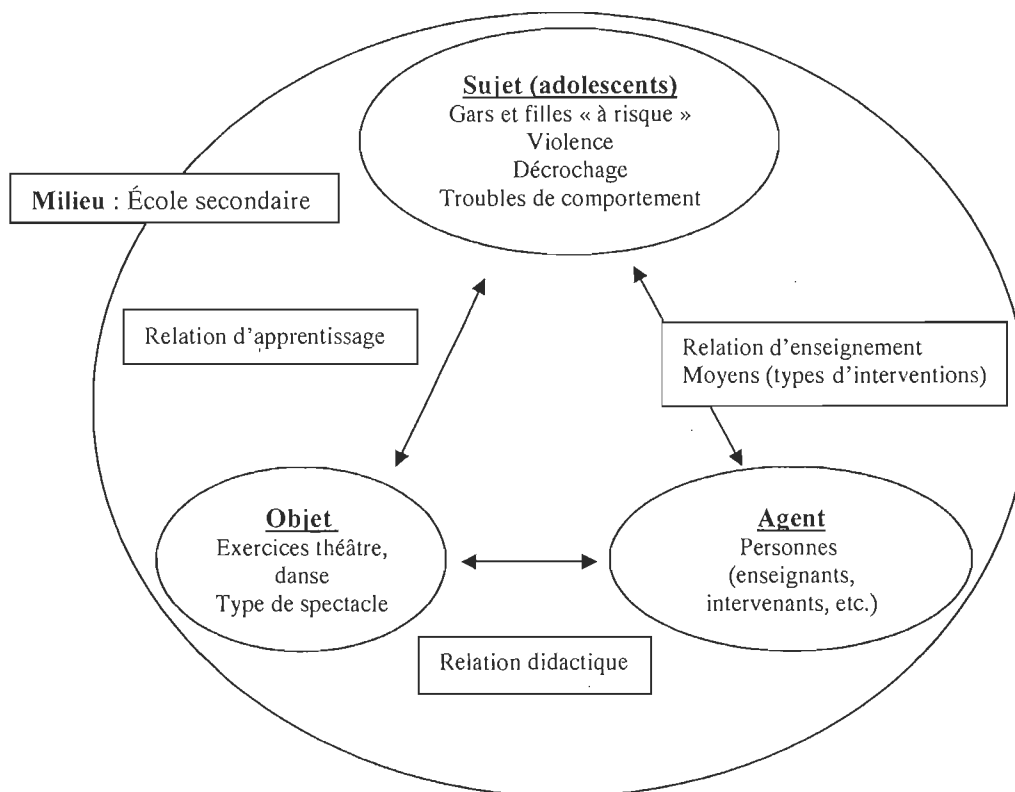 Sujet (adolescents)
Gars et filles « à risque »
Violence
Décrochage
Troubles de comportement
Milieu : École secondaire
Relation d'apprentissage
Relation d'enseignement
Moyens (types d'interventions)
Objet
Exercices théâtre,
danse
Type de spectacle
Agent
Personnes
(enseignants,
intervenants, etc.)
Relation didactique